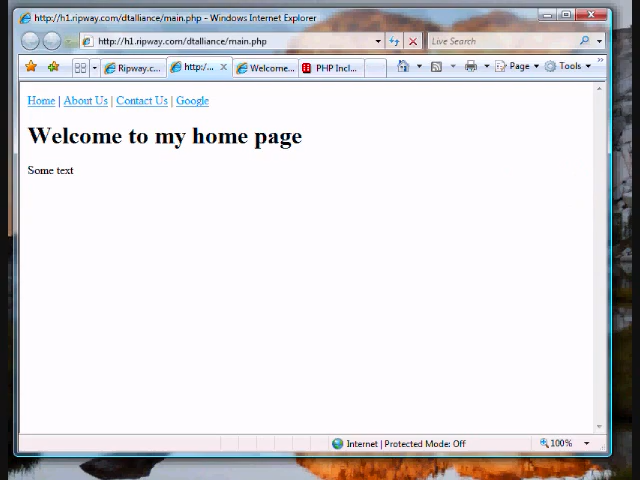 http://h1.ripway.com/dtalliance/main.php - Windows Internet Explorer
http://h1.ripway.com/dtalliance/main.php
Live Search
Ripway.c...
http:/...
Welcome...
PHP Incl...
Page
Tools
Home | About Us | Contact Us | Google
Welcome to my home page
Some text
Internet | Protected Mode: Off
100%